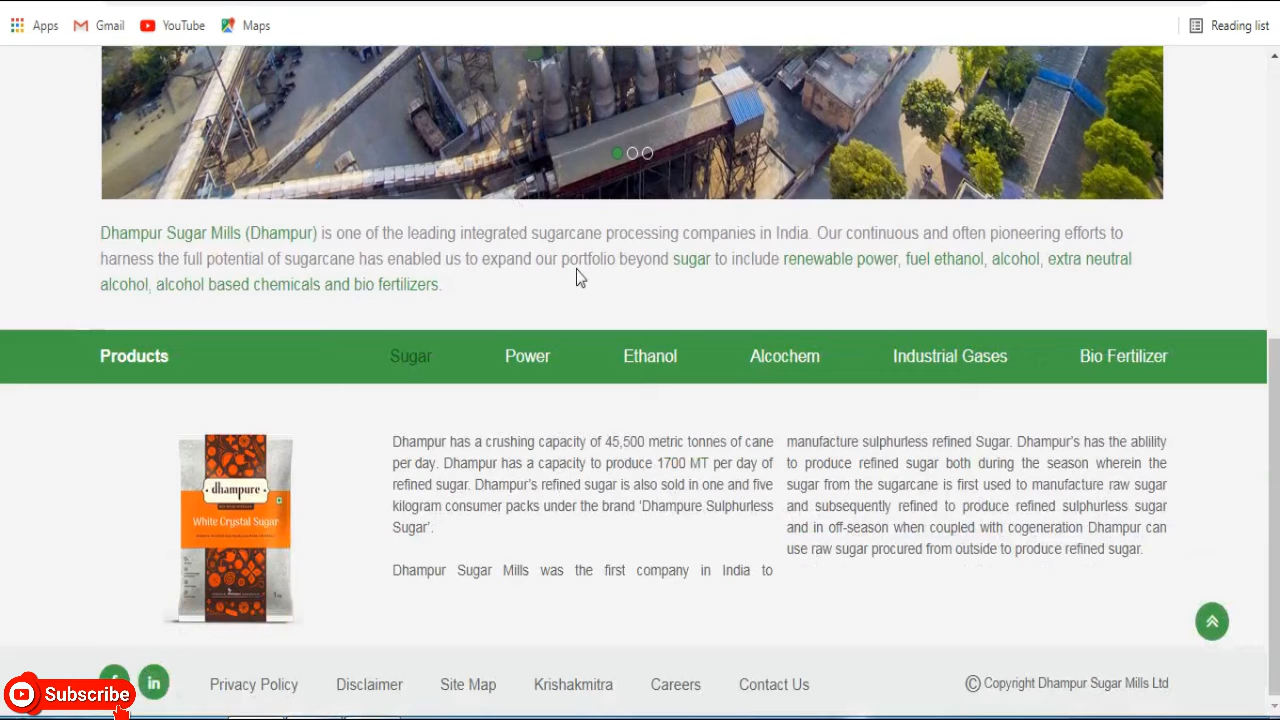 Apps Gmail YouTube Maps Reading list
Dhampur Sugar Mills (Dhampur) is one of the leading integrated sugarcane processing companies in India. Our continuous and often pioneering efforts to
harness the full potential of sugarcane has enabled us to expand our portfolio beyond sugar to include renewable power, fuel ethanol, alcohol, extra neutral
alcohol, alcohol based chemicals and bio fertilizers.
Products Sugar Power Ethanol Alcochem Industrial Gases Bio Fertilizer
Dhampur has a crushing capacity of 45,500 metric tonnes of cane
per day. Dhampur has a capacity to produce 1700 MT per day of
refined sugar. Dhampur's refined sugar is also sold in one and five
kilogram consumer packs under the brand 'Dhampure Sulphurless
Sugar'.
Dhampur Sugar Mills was the first company in India to
manufacture sulphurless refined Sugar. Dhampur's has the ablility
to produce refined sugar both during the season wherein the
sugar from the sugarcane is first used to manufacture raw sugar
and subsequently refined to produce refined sulphurless sugar
and in off-season when coupled with cogeneration Dhampur can
use raw sugar procured from outside to produce refined sugar.
dhampure
White Crystal Sugar
Subscribe
in
Privacy Policy Disclaimer Site Map Krishakmitra Careers Contact Us © Copyright Dhampur Sugar Mills Ltd